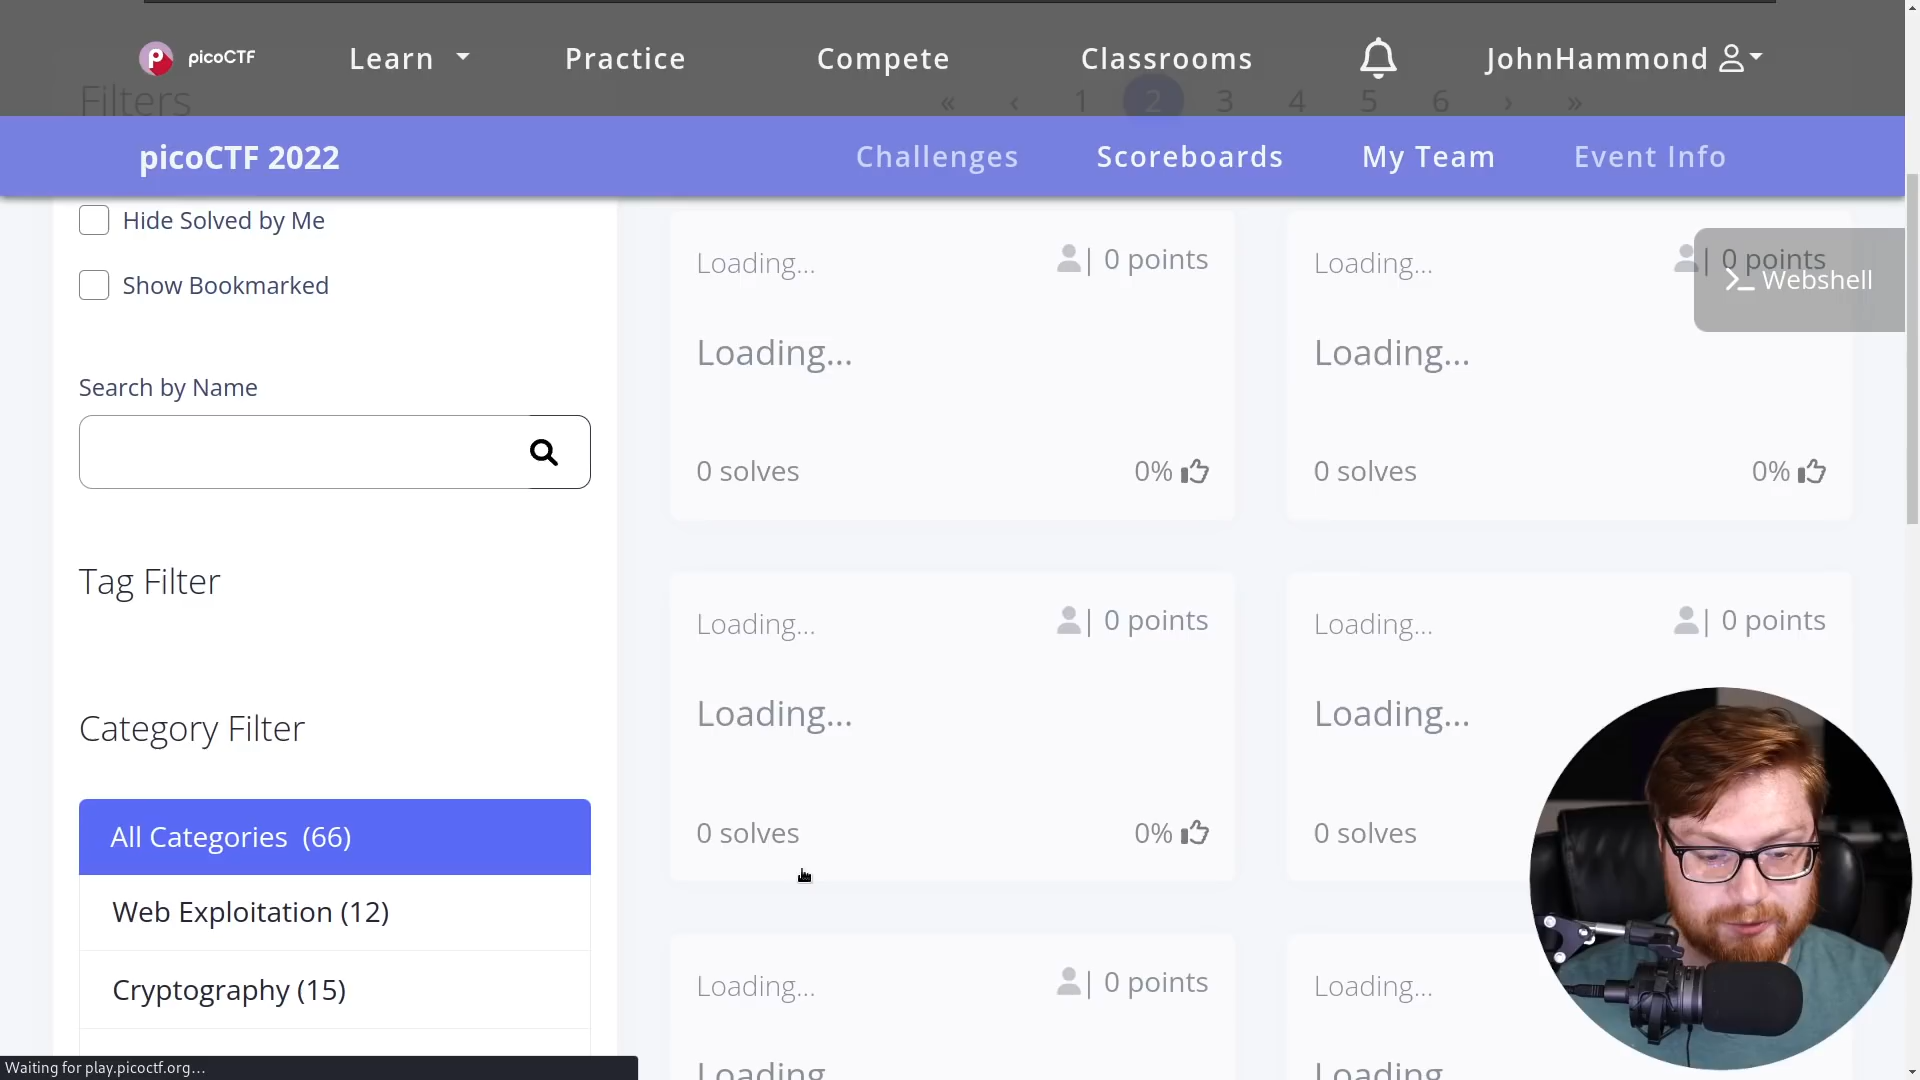 picoCTF
Learn
Practice
Compete
Classrooms
JohnHammond
Filters
« ‹ 1 2 3 4 5 6 › »
picoCTF 2022
Challenges
Scoreboards
My Team
Event Info
Hide Solved by Me
Show Bookmarked
Search by Name
Tag Filter
Category Filter
All Categories (66)
Web Exploitation (12)
Cryptography (15)
Loading...
| 0 points
Loading...
0 solves
0%
Loading...
| 0 points
Webshell
Loading...
0 solves
0%
Loading...
| 0 points
Loading...
0 solves
0%
Loading...
| 0 points
Loading...
0 solves
Loading...
| 0 points
Loading
Loading...
Loading
Waiting for play.picoctf.org...